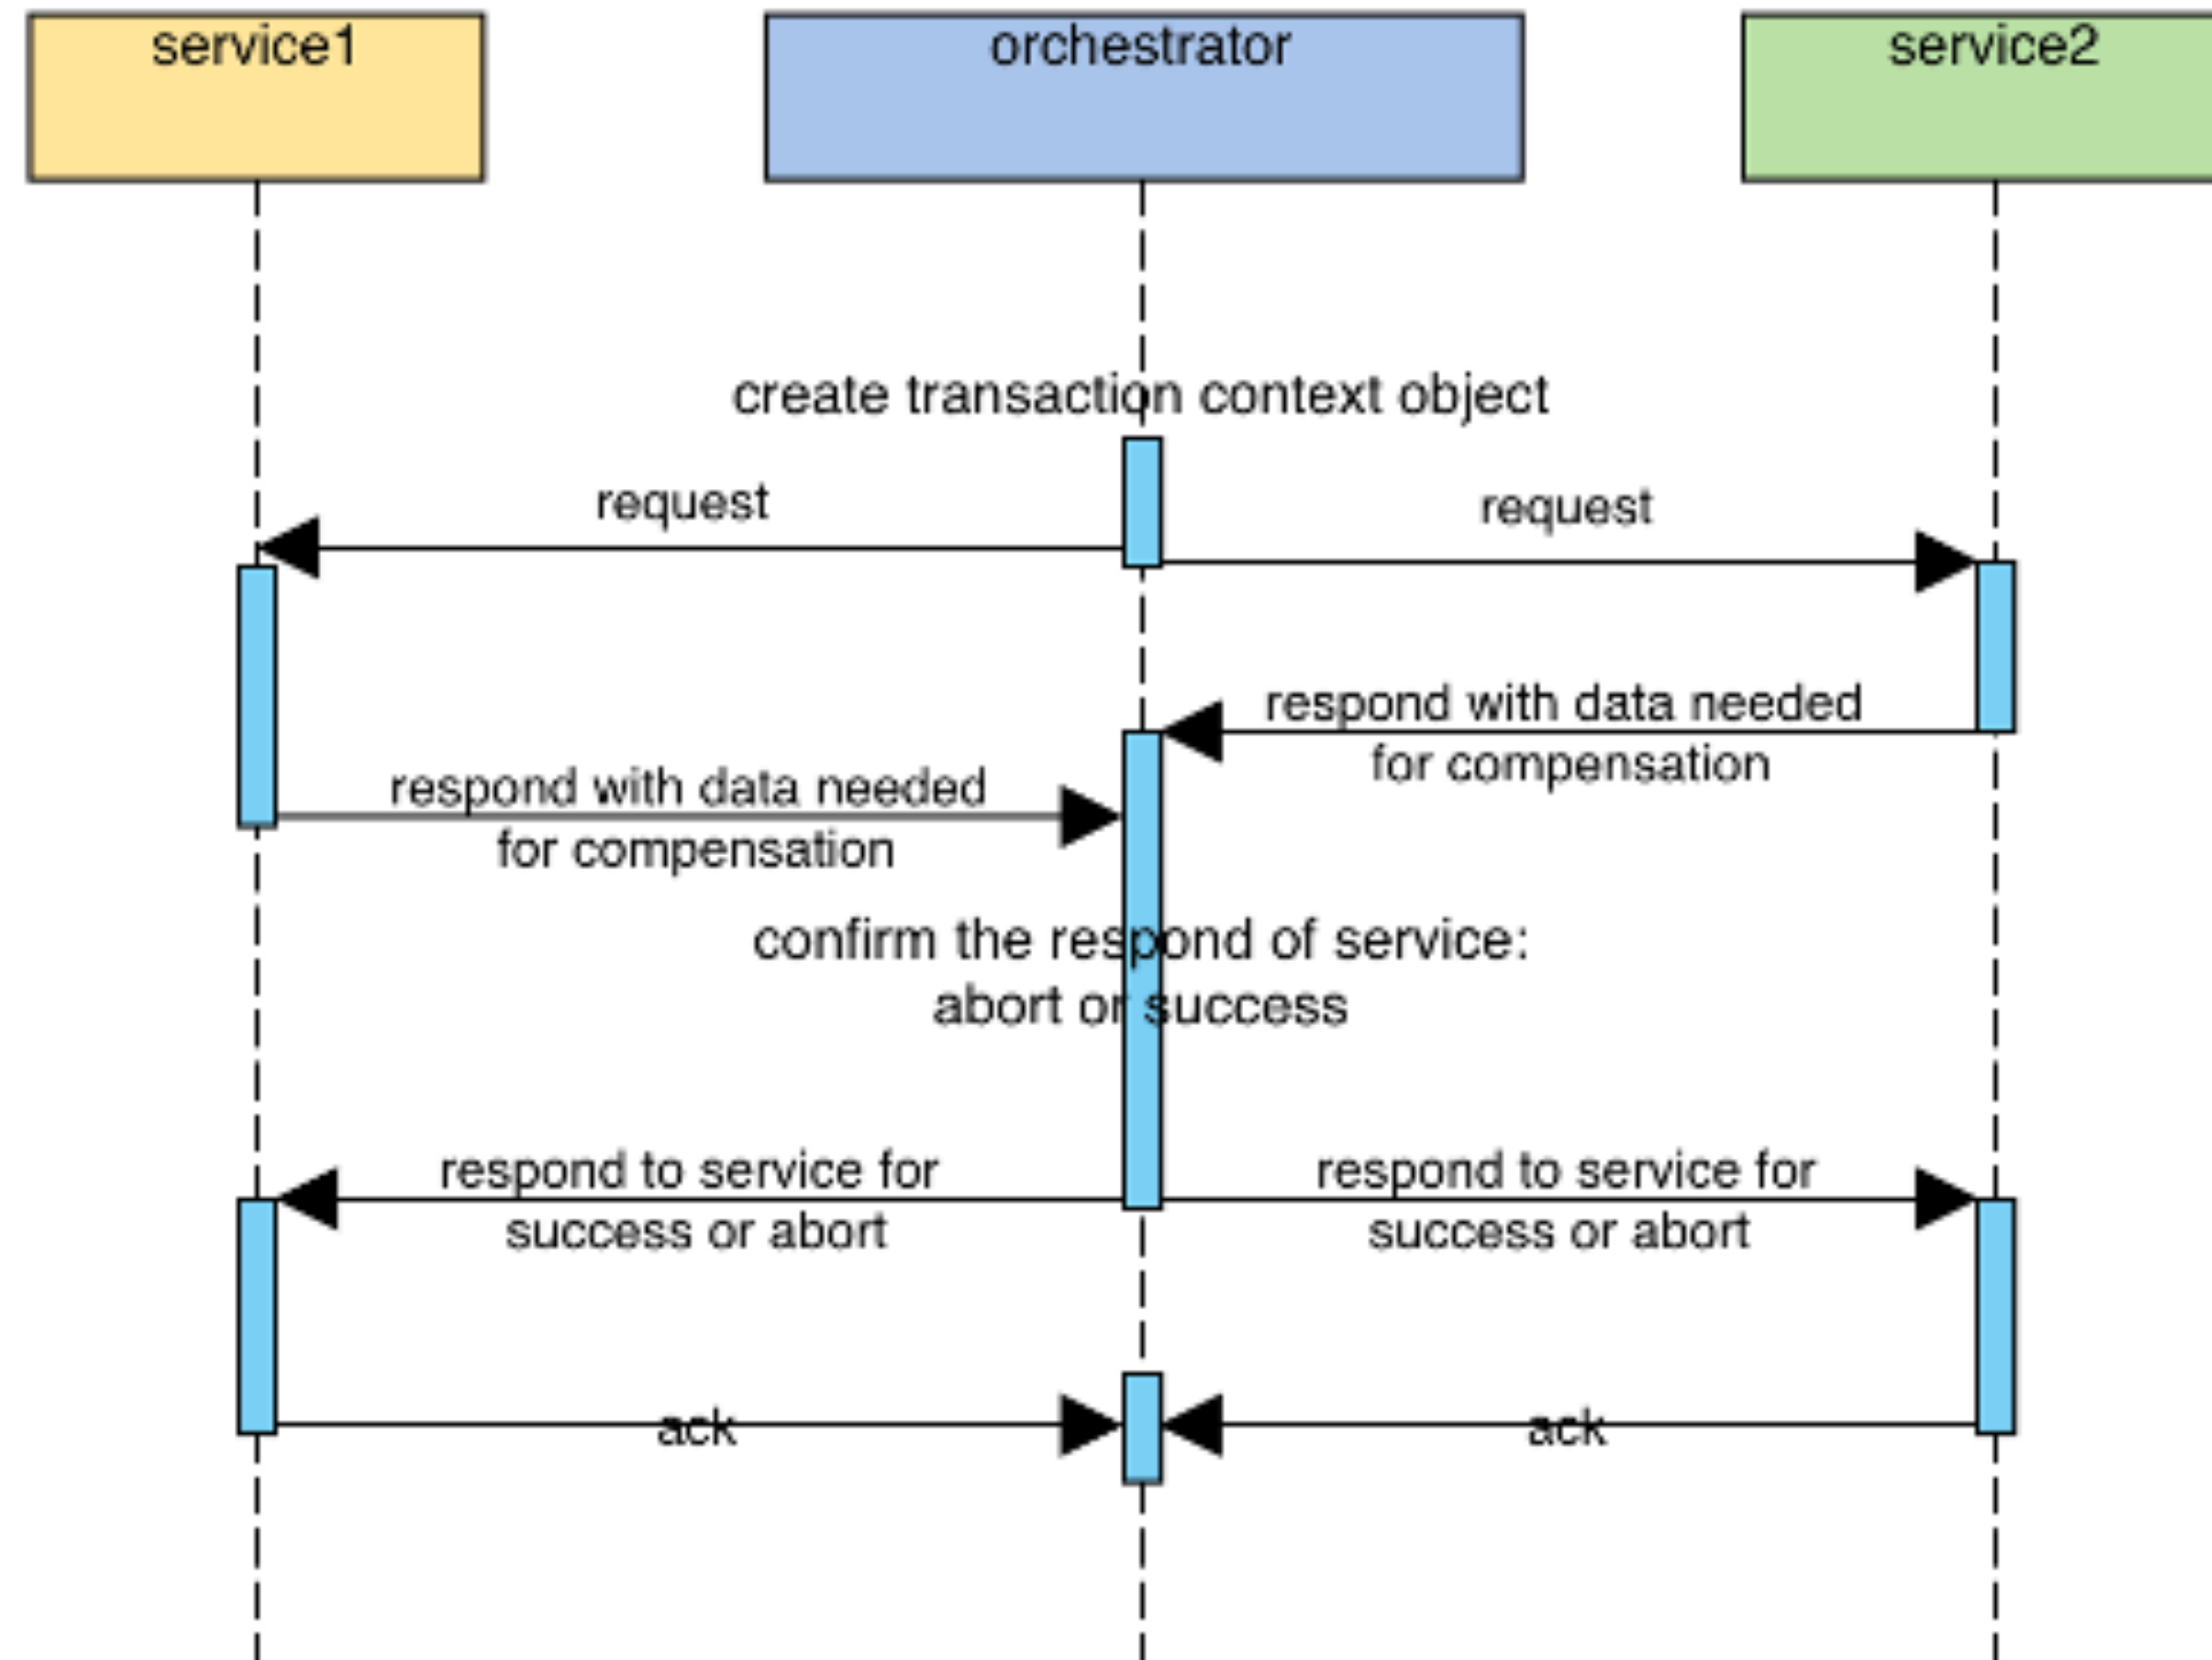 service1
orchestrator
service2
create transaction context object
request
request
respond with data needed
for compensation
respond with data needed
for compensation
confirm the respond of service:
abort or success
respond to service for
success or abort
respond to service for
success or abort
ack
ack